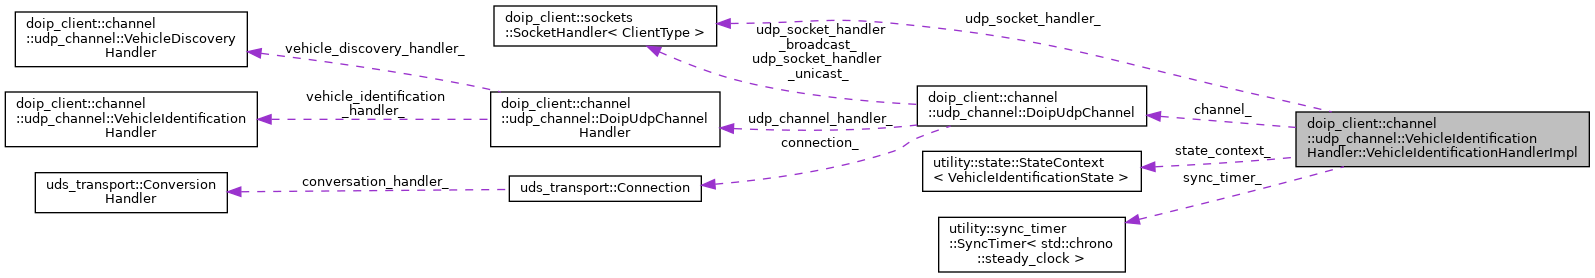 doip_client::channel
::udp_channel::VehicleDiscovery
Handler
vehicle_discovery_handler_
doip_client::sockets
::SocketHandler< ClientType >
udp_socket_handler
_broadcast_
udp_socket_handler
_unicast_
udp_socket_handler_
doip_client::channel
::udp_channel::VehicleIdentification
Handler
vehicle_identification
_handler_
doip_client::channel
::udp_channel::DoipUdpChannel
Handler
udp_channel_handler_
doip_client::channel
::udp_channel::DoipUdpChannel
channel_
doip_client::channel
::udp_channel::VehicleIdentification
Handler::VehicleIdentificationHandlerImpl
connection_
state_context_
utility::state::StateContext
< VehicleIdentificationState >
sync_timer_
uds_transport::Conversion
Handler
conversation_handler_
uds_transport::Connection
utility::sync_timer
::SyncTimer< std::chrono
::steady_clock >